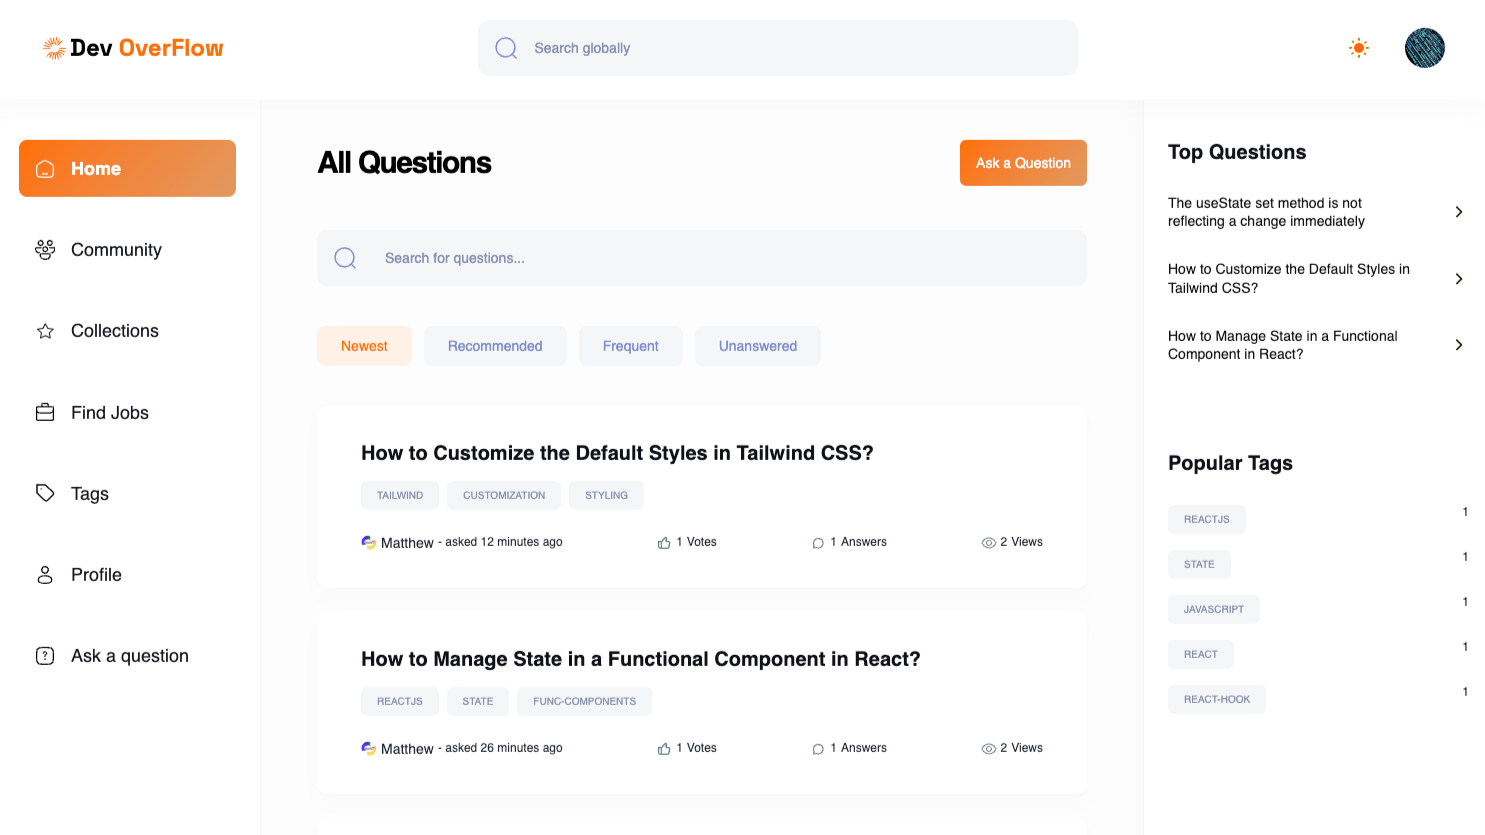 Dev OverFlow
Search globally
Home
Community
Collections
Find Jobs
Tags
Profile
Ask a question
All Questions
Ask a Question
Search for questions...
Newest
Recommended
Frequent
Unanswered
How to Customize the Default Styles in Tailwind CSS?
TAILWIND
CUSTOMIZATION
STYLING
Matthew - asked 12 minutes ago
1 Votes
1 Answers
2 Views
How to Manage State in a Functional Component in React?
REACTJS
STATE
FUNC-COMPONENTS
Matthew - asked 26 minutes ago
1 Votes
1 Answers
2 Views
Top Questions
The useState set method is not
reflecting a change immediately
How to Customize the Default Styles in
Tailwind CSS?
How to Manage State in a Functional
Component in React?
Popular Tags
REACTJS 1
STATE 1
JAVASCRIPT 1
REACT 1
REACT-HOOK 1